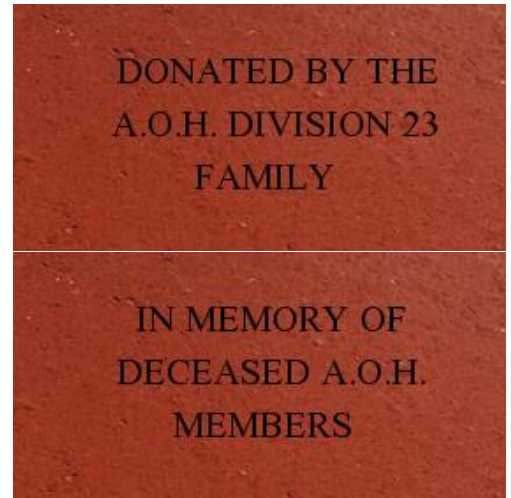 DONATED BY THE
A.O.H. DIVISION 23
FAMILY
IN MEMORY OF
DECEASED A.O.H.
MEMBERS